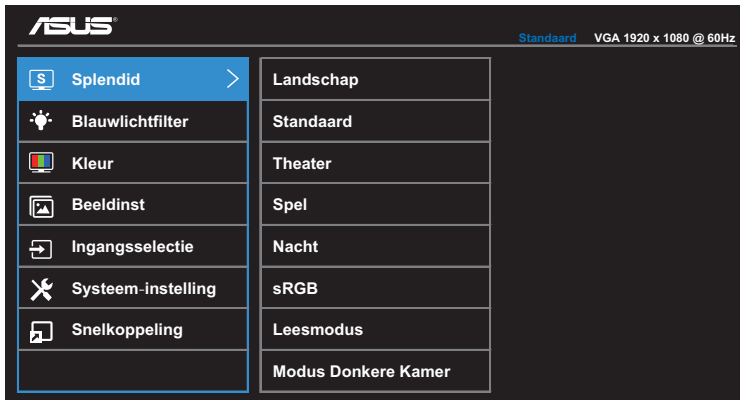 ASUS
Standaard VGA 1920 x 1080 @ 60Hz
S Splendid
Blauwlichtfilter
Kleur
Beeldinst
Ingangsselectie
Systeem-instelling
Snelkoppeling
Landschap
Standaard
Theater
Spel
Nacht
sRGB
Leesmodus
Modus Donkere Kamer